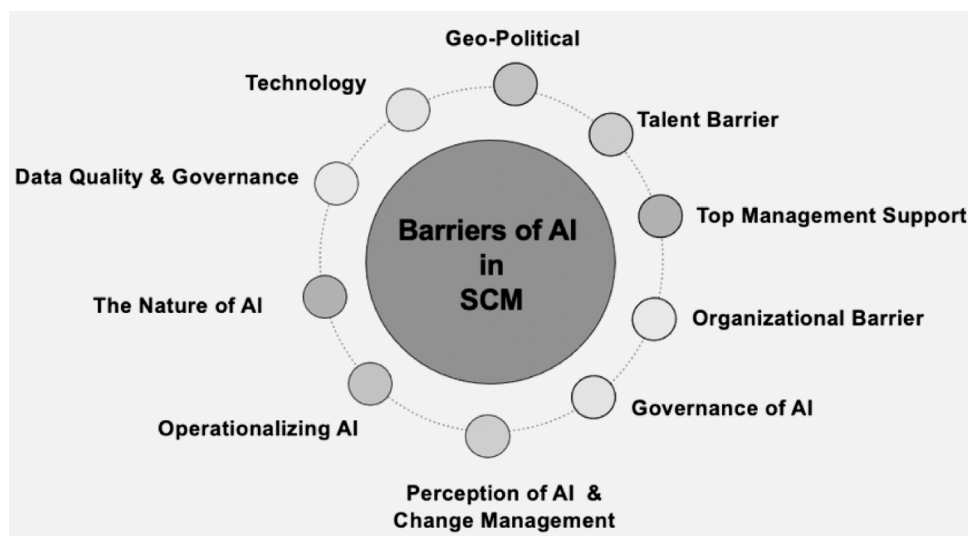 Geo-Political
Technology
Talent Barrier
Data Quality & Governance
Top Management Support
Barriers of AI
in
SCM
The Nature of AI
Organizational Barrier
Governance of AI
Operationalizing AI
Perception of AI &
Change Management